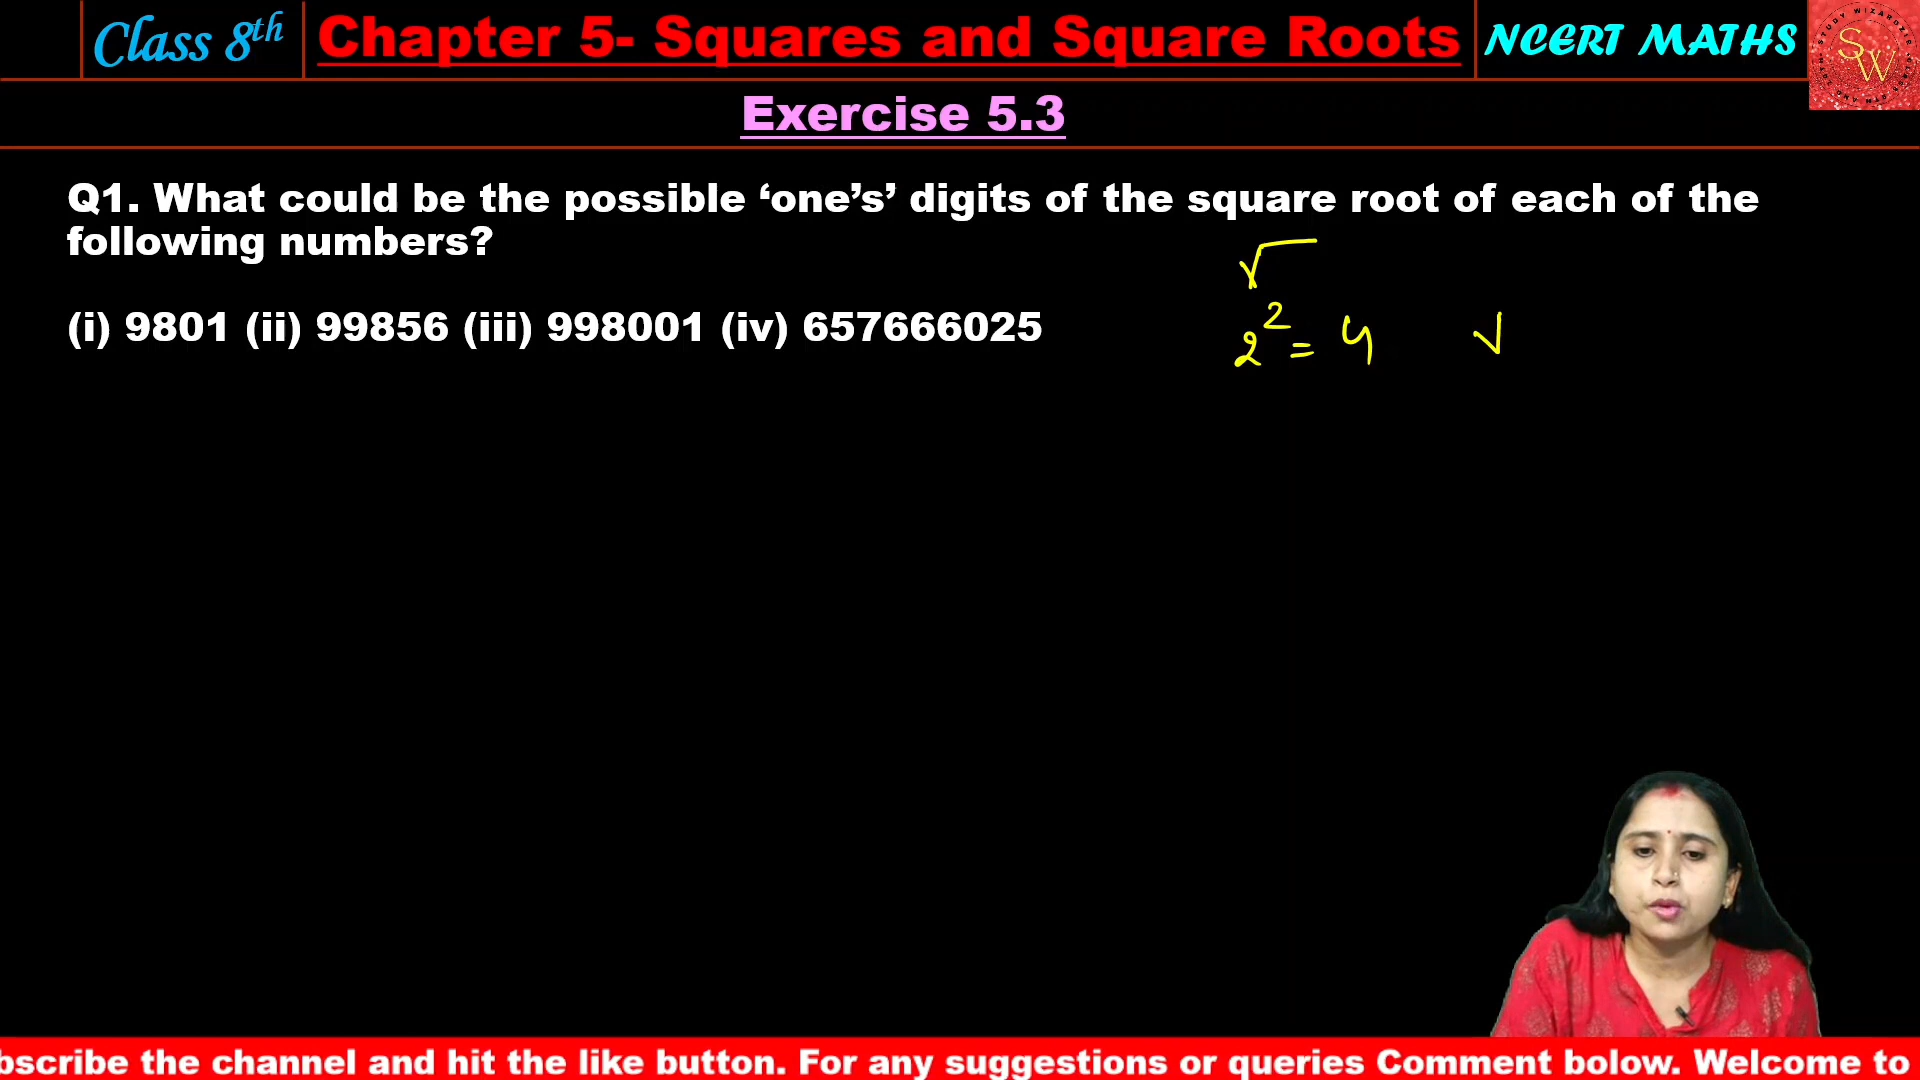 Class 8th
Chapter 5- Squares and Square Roots
NCERT MATHS
SW
Exercise 5.3
Q1. What could be the possible ‘one’s’ digits of the square root of each of the
following numbers?
√
(i) 9801 (ii) 99856 (iii) 998001 (iv) 657666025
2² = 4 √
bscribe the channel and hit the like button. For any suggestions or queries Comment bolow. Welcome to